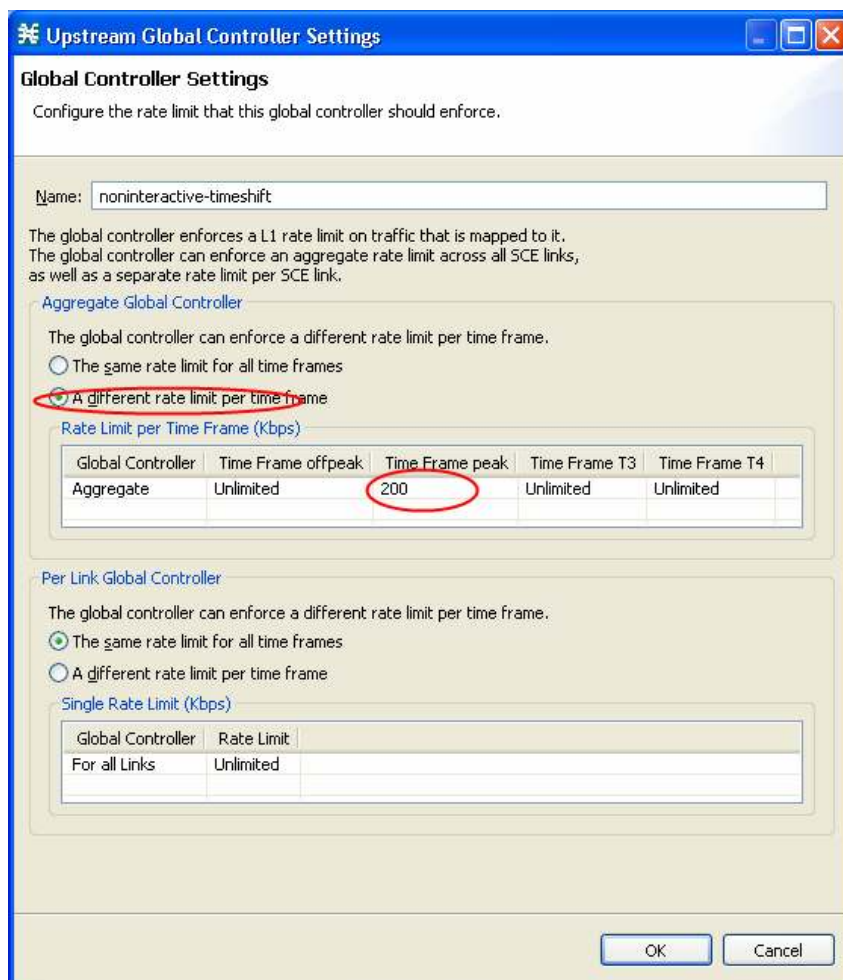 Upstream Global Controller Settings
Global Controller Settings
Configure the rate limit that this global controller should enforce.
Name: noninteractive-timeshift
The global controller enforces a L1 rate limit on traffic that is mapped to it.
The global controller can enforce an aggregate rate limit across all SCE links,
as well as a separate rate limit per SCE link.
Aggregate Global Controller
The global controller can enforce a different rate limit per time frame.
The same rate limit for all time frames
A different rate limit per time frame
Rate Limit per Time Frame (Kbps)
Global Controller Time Frame offpeak Time Frame peak Time Frame T3 Time Frame T4
Aggregate Unlimited 200 Unlimited Unlimited
Per Link Global Controller
The global controller can enforce a different rate limit per time frame.
The same rate limit for all time frames
A different rate limit per time frame
Single Rate Limit (Kbps)
Global Controller Rate Limit
For all Links Unlimited
OK Cancel